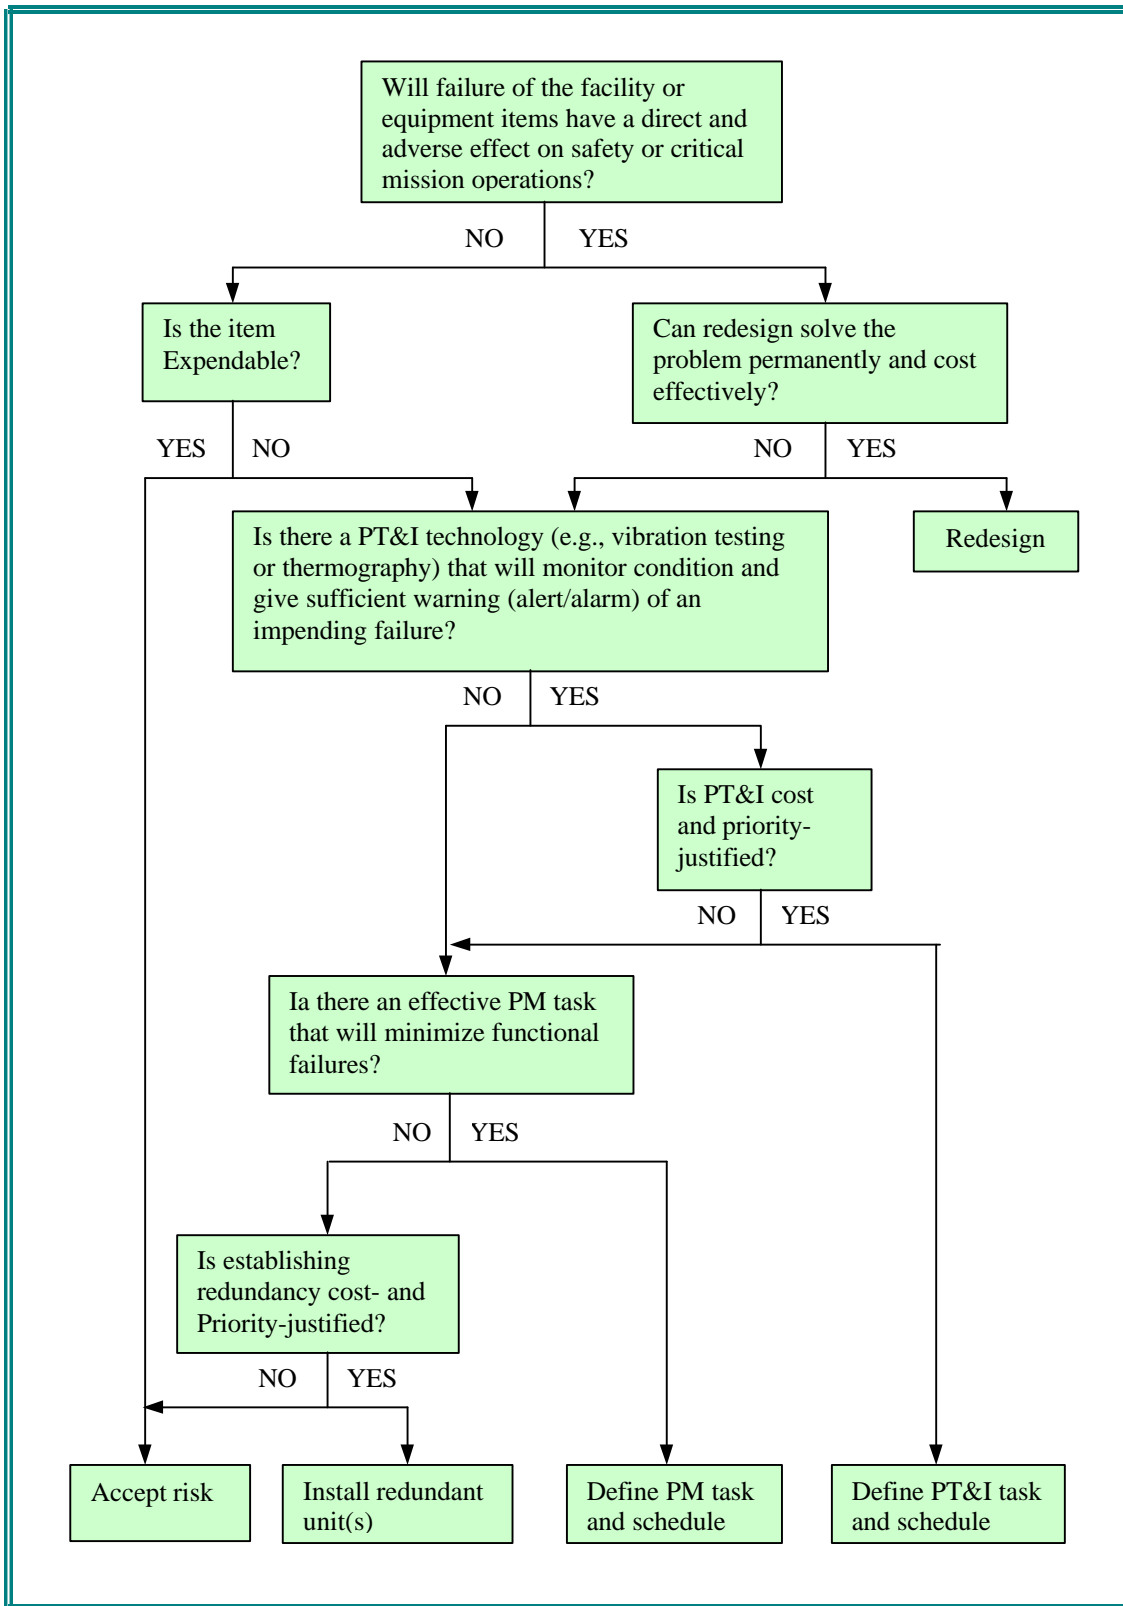 Will failure of the facility or
equipment items have a direct and
adverse effect on safety or critical
mission operations?
NO YES
Is the item
Expendable?
Can redesign solve the
problem permanently and cost
effectively?
YES NO
NO YES
Is there a PT&I technology (e.g., vibration testing
or thermography) that will monitor condition and
give sufficient warning (alert/alarm) of an
impending failure?
Redesign
NO YES
Is PT&I cost
and priority-
justified?
NO YES
Ia there an effective PM task
that will minimize functional
failures?
NO YES
Is establishing
redundancy cost- and
Priority-justified?
NO YES
Accept risk
Install redundant
unit(s)
Define PM task
and schedule
Define PT&I task
and schedule